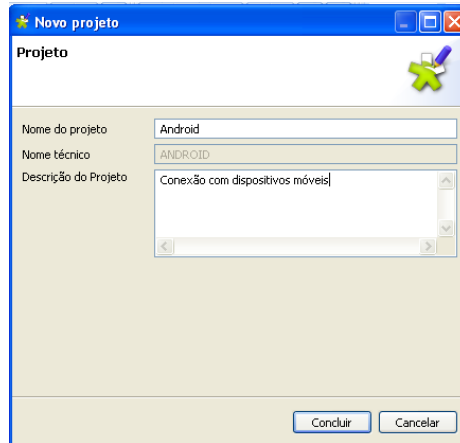 Novo projeto
Projeto
Nome do projeto
Android
Nome técnico
ANDROID
Descrição do Projeto
Conexão com dispositivos móveis
Concluir
Cancelar